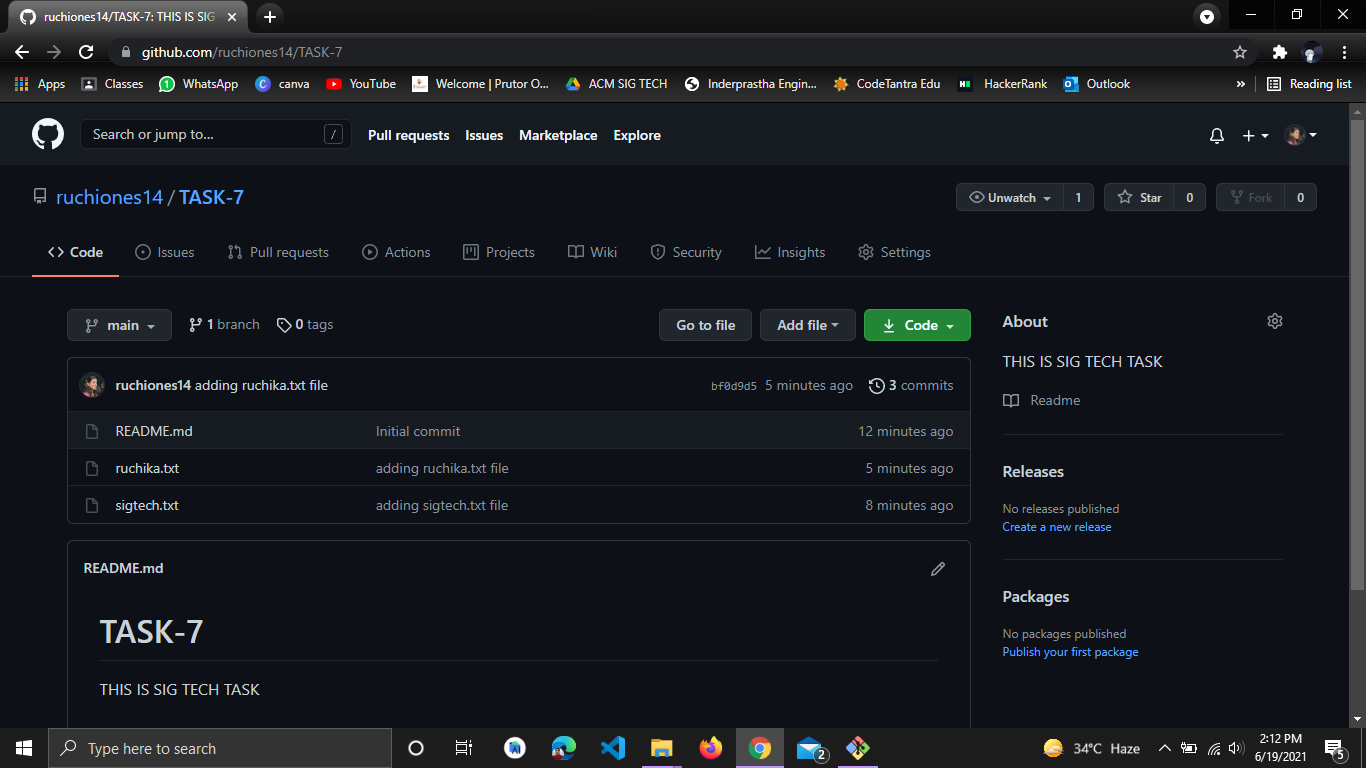 ruchiones14/TASK-7: THIS IS SIG
github.com/ruchiones14/TASK-7
Apps Classes WhatsApp canva YouTube Welcome | Prutor O... ACM SIG TECH Inderprastha Engin... CodeTantra Edu HackerRank Outlook » Reading list
Search or jump to... / Pull requests Issues Marketplace Explore
ruchiones14 / TASK-7 Unwatch 1 Star 0 Fork 0
Code Issues Pull requests Actions Projects Wiki Security Insights Settings
main 1 branch 0 tags Go to file Add file Code
ruchiones14 adding ruchika.txt file bf0d9d5 5 minutes ago 3 commits
README.md Initial commit 12 minutes ago
ruchika.txt adding ruchika.txt file 5 minutes ago
sigtech.txt adding sigtech.txt file 8 minutes ago
README.md
TASK-7
THIS IS SIG TECH TASK
About
THIS IS SIG TECH TASK
Readme
Releases
No releases published
Create a new release
Packages
No packages published
Publish your first package
Type here to search 2 34°C Haze 2:12 PM
6/19/2021 5